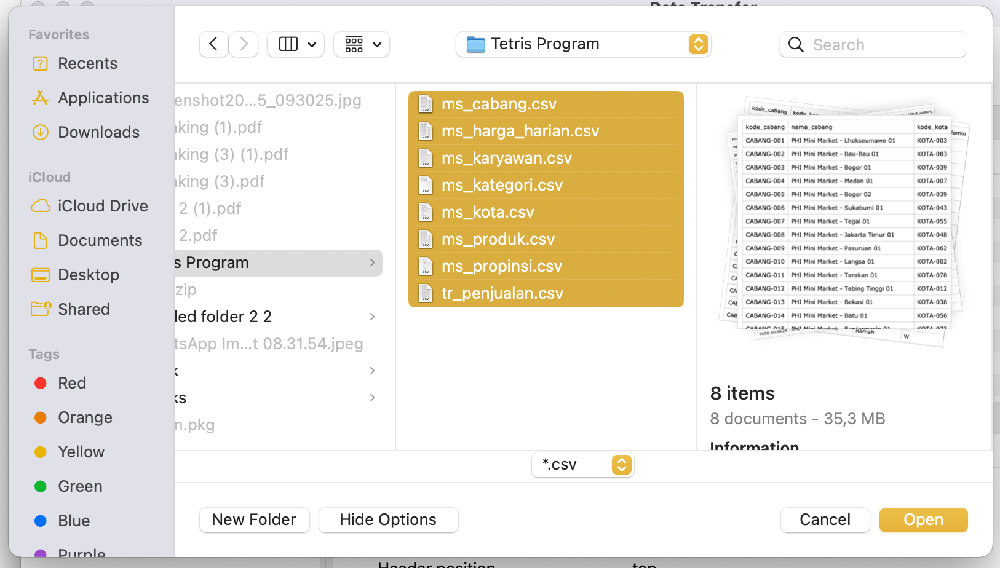 Data Transfer
Favorites
Recents
Applications
Downloads
iCloud
iCloud Drive
Documents
Desktop
Shared
Tags
Red
Orange
Yellow
Green
Blue
Purple
Tetris Program
Search
enshot20...5_093025.jpg
king (1).pdf
king (3) (1).pdf
king (3).pdf
2 (1).pdf
2.pdf
s Program
zip
led folder 2 2
tsApp Im...t 08.31.54.jpeg
k
ks
m.pkg
ms_cabang.csv
ms_harga_harian.csv
ms_karyawan.csv
ms_kategori.csv
ms_kota.csv
ms_produk.csv
ms_propinsi.csv
tr_penjualan.csv
kode_cabang
kode_cabang nama_cabang kode_kota
CABANG-001 PHI Mini Market - Lhokseumawe 01 KOTA-003
CABANG-002 PHI Mini Market - Bau-Bau 01 KOTA-083
CABANG-003 PHI Mini Market - Bogor 01 KOTA-039
CABANG-004 PHI Mini Market - Medan 01 KOTA-007
CABANG-005 PHI Mini Market - Bogor 02 KOTA-039
CABANG-006 PHI Mini Market - Sukabumi 01 KOTA-043
CABANG-007 PHI Mini Market - Tegal 01 KOTA-055
CABANG-008 PHI Mini Market - Jakarta Timur 01 KOTA-048
CABANG-009 PHI Mini Market - Pasuruan 01 KOTA-062
CABANG-010 PHI Mini Market - Langsa 01 KOTA-002
CABANG-011 PHI Mini Market - Tarakan 01 KOTA-078
CABANG-012 PHI Mini Market - Tebing Tinggi 01 KOTA-012
CABANG-013 PHI Mini Market - Bekasi 01 KOTA-038
CABANG-014 PHI Mini Market - Batu 01 KOTA-056
CABANG-015 PHI Mini Market - Banjarmasin 01 KOTA-073
PROD-0000024 Ramah W
8 items
8 documents - 35,3 MB
Information
*.csv
New Folder
Hide Options
Cancel
Open
Header position top